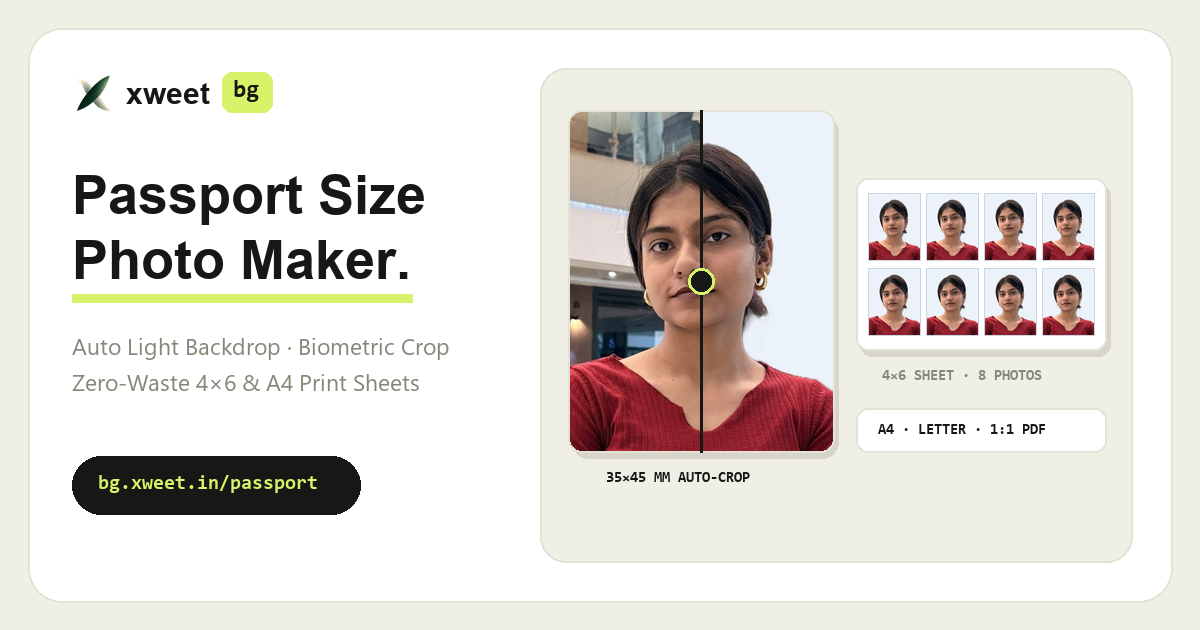 xweet bg
Passport Size
Photo Maker.
Auto Light Backdrop · Biometric Crop
Zero-Waste 4×6 & A4 Print Sheets
bg.xweet.in/passport
35×45 MM AUTO-CROP
4×6 SHEET · 8 PHOTOS
A4 · LETTER · 1:1 PDF